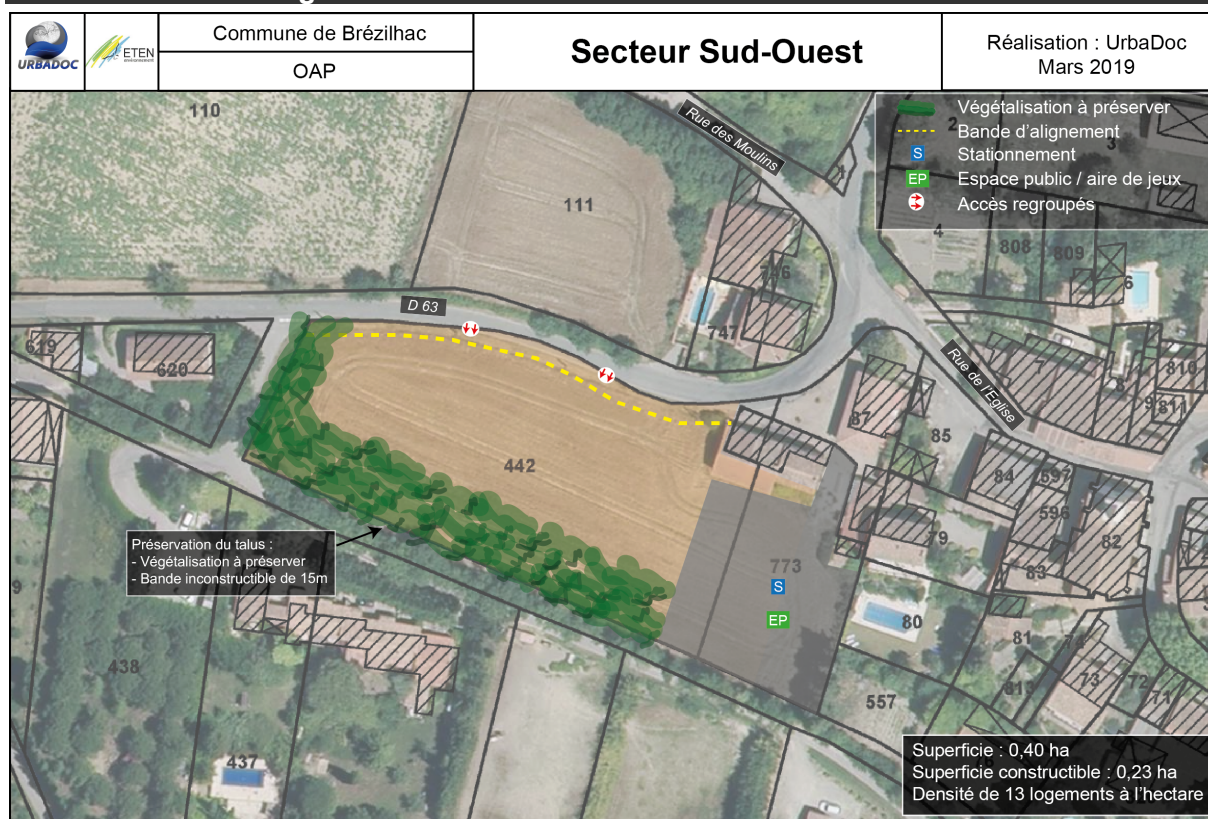 URBADOC
ETEN
environnement
Commune de Brézilhac
OAP
Secteur Sud-Ouest
Réalisation : UrbaDoc
Mars 2019
Végétalisation à préserver
Bande d'alignement
S Stationnement
EP Espace public / aire de jeux
Accès regroupés
110
Rue des Moulins
2
3
1
111
4
808
809
746
6
D 63
747
619
620
Rue de l'Eglise
8
810
9
811
87
85
442
84
597
596
79
82
Préservation du talus :
- Végétalisation à préserver
- Bande inconstructible de 15m
773
83
S
EP
80
81
438
73
72
71
557
437
Superficie : 0,40 ha
Superficie constructible : 0,23 ha
Densité de 13 logements à l'hectare